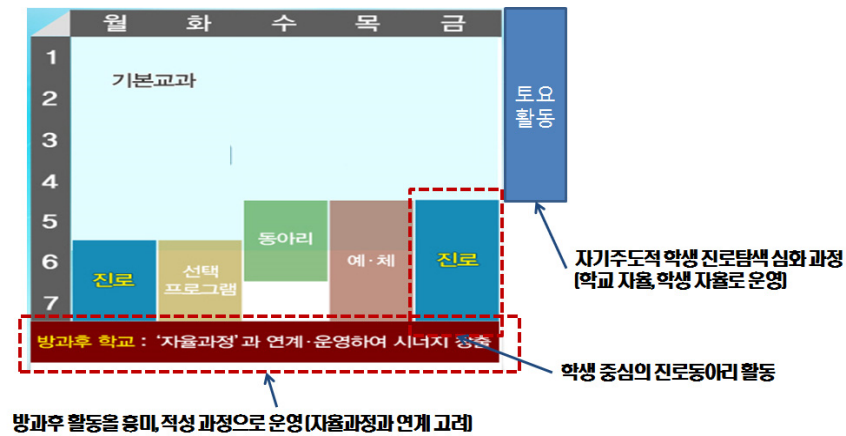 월 화 수 목 금
토요
활동
1
기본교과
2
3
4
5
동아리
6
진로
선택
프로그램
예·체
진로
7
방과후 학교 : '자율과정'과 연계·운영하여 시너지 창출
자기주도적 학생 진로탐색 심화 과정
(학교 자율, 학생 자율로 운영)
학생 중심의 진로동아리 활동
방과후 활동을 흥미, 적성 과정으로 운영 (자율과정과 연계 고려)